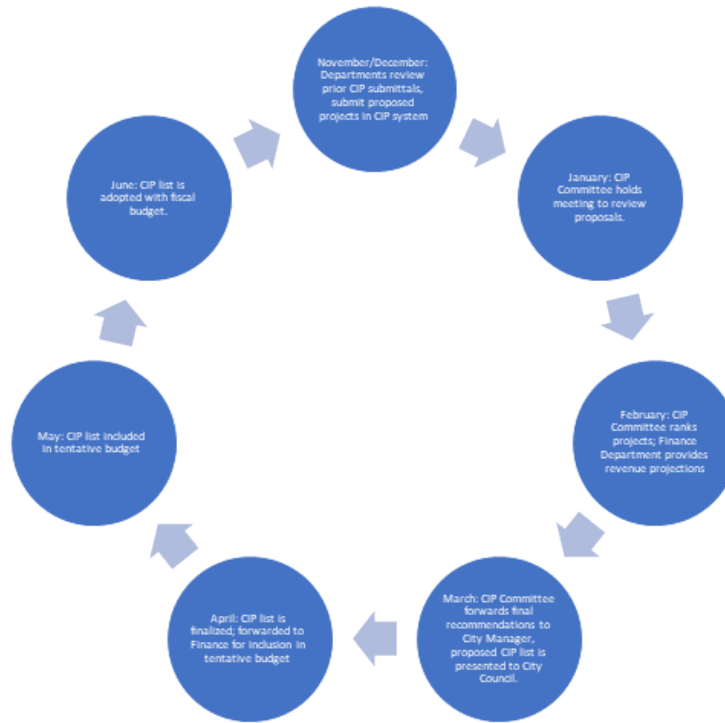 November/December:
Departments review
prior CIP submittals,
submit proposed
projects in CIP system
January: CIP
Committee holds
meeting to review
proposals.
February: CIP
Committee ranks
projects; Finance
Department provides
revenue projections
March: CIP Committee
forwards final
recommendations to
City Manager,
proposed CIP list is
presented to City
Council.
April: CIP list is
finalized; forwarded to
Finance for inclusion in
tentative budget
May: CIP list included
in tentative budget
June: CIP list is
adopted with fiscal
budget.